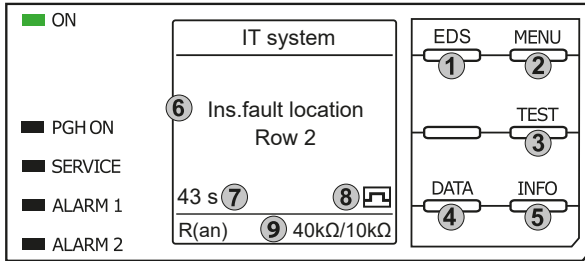 ON
PGH ON
SERVICE
ALARM 1
ALARM 2
IT system
6
Ins.fault location
Row 2
43 s 7 8
R(an) 9 40kΩ/10kΩ
EDS MENU
1 2
TEST
3
DATA INFO
4 5